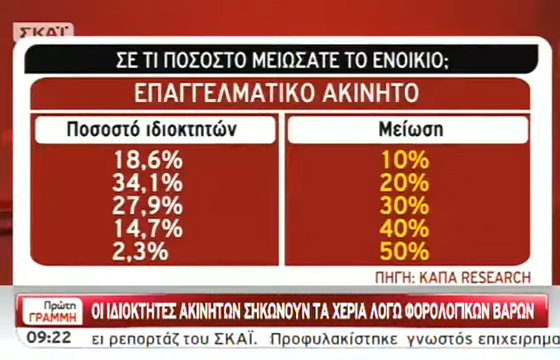 ΣΚΑΪ
ΣΕ ΤΙ ΠΟΣΟΣΤΟ ΜΕΙΩΣΑΤΕ ΤΟ ΕΝΟΙΚΙΟ;
ΕΠΑΓΓΕΛΜΑΤΙΚΟ ΑΚΙΝΗΤΟ
Ποσοστό ιδιοκτητών Μείωση
18,6% 10%
34,1% 20%
27,9% 30%
14,7% 40%
2,3% 50%
ΠΗΓΗ: ΚΑΠΑ RESEARCH
Πρώτη
ΓΡΑΜΜΗ
ΟΙ ΙΔΙΟΚΤΗΤΕΣ ΑΚΙΝΗΤΩΝ ΣΗΚΩΝΟΥΝ ΤΑ ΧΕΡΙΑ ΛΟΓΩ ΦΟΡΟΛΟΓΙΚΩΝ ΒΑΡΩΝ
09:22 ει ρεπορτάζ του ΣΚΑΪ. Προφυλακίστηκε γνωστός επιχειρημα